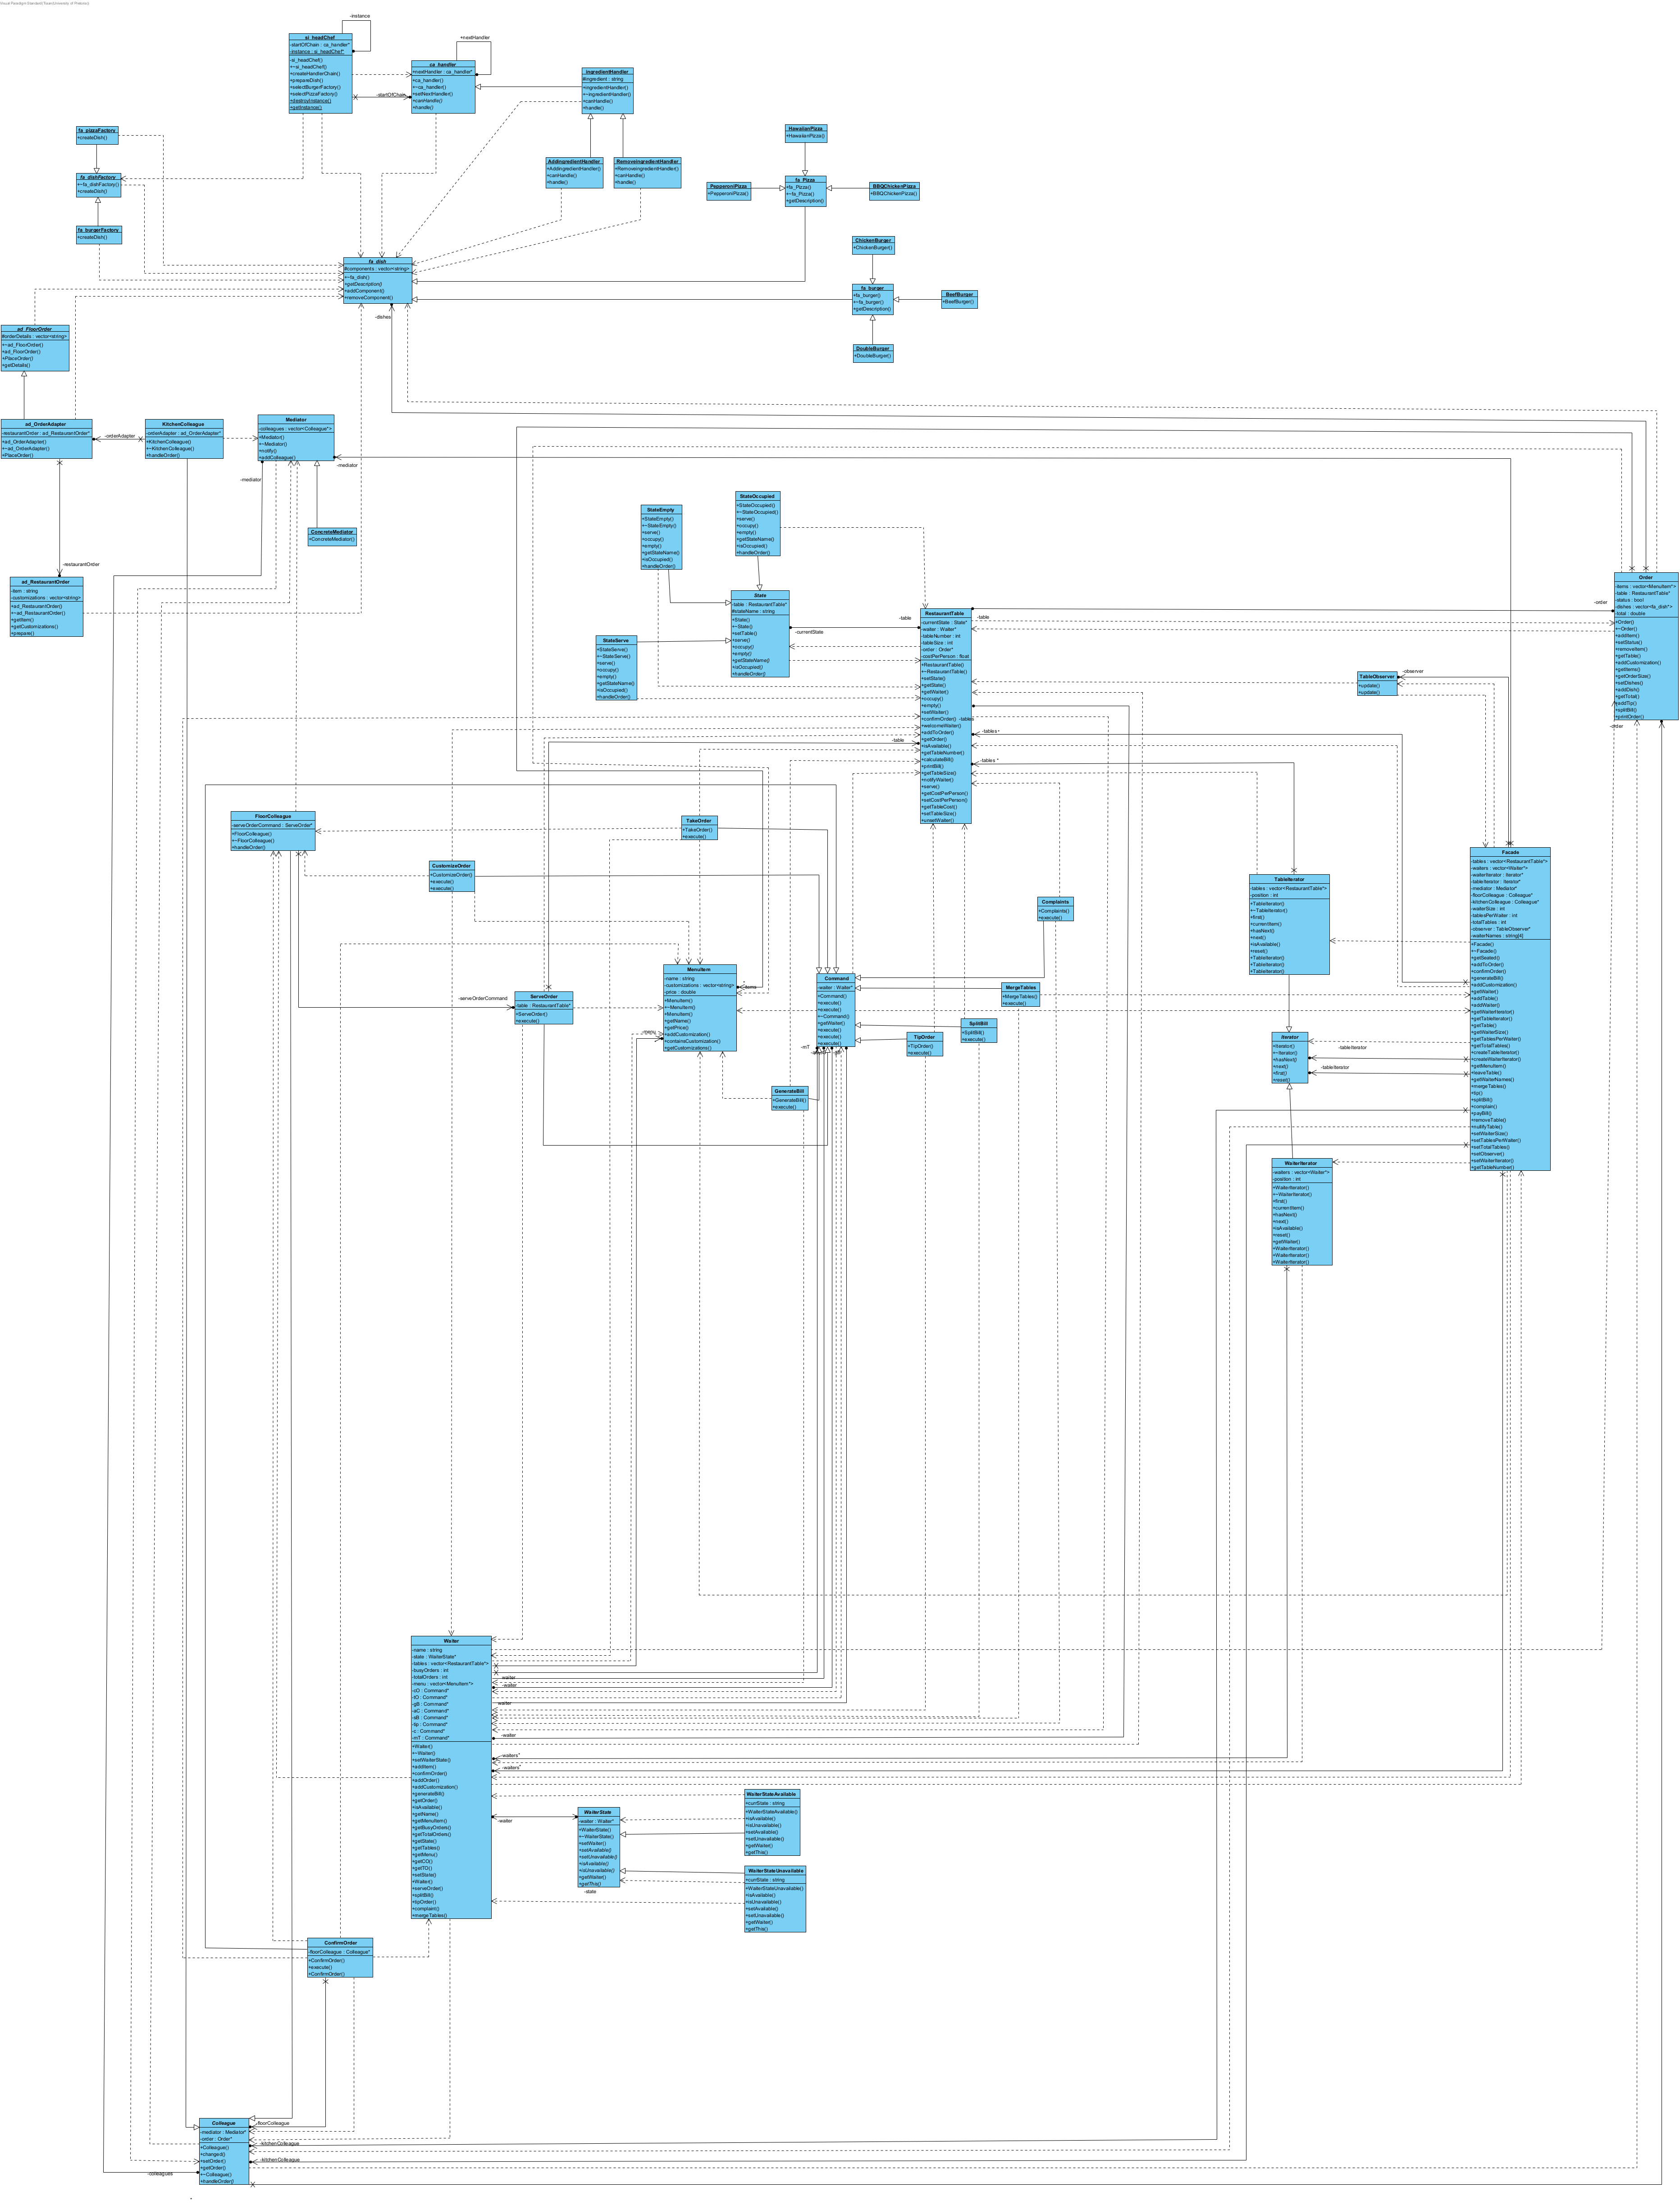 Visual Paradigm Standard(Tayra(University of Pretoria))
-instance
si_headChef
-startOfChain : ca_handler*
-instance : si_headChef*
-si_headChef()
+~si_headChef()
+createHandlerChain()
+prepareDish()
+selectBurgerFactory()
+selectPizzaFactory()
+destroyInstance()
+getInstance()
+nextHandler
ca_handler
+nextHandler : ca_handler*
+ca_handler()
+~ca_handler()
+setNextHandler()
+canHandle()
+handle()
-startOfChain
ingredientHandler
#ingredient : string
+ingredientHandler()
+~ingredientHandler()
+canHandle()
+handle()
fa_pizzaFactory
+createDish()
fa_dishFactory
+~fa_dishFactory()
+createDish()
fa_burgerFactory
+createDish()
AddIngredientHandler
+AddIngredientHandler()
+canHandle()
+handle()
RemoveIngredientHandler
+RemoveIngredientHandler()
+canHandle()
+handle()
HawaiianPizza
+HawaiianPizza()
PepperoniPizza
+PepperoniPizza()
fa_Pizza
+fa_Pizza()
+~fa_Pizza()
+getDescription()
BBQChickenPizza
+BBQChickenPizza()
ChickenBurger
+ChickenBurger()
fa_burger
+fa_burger()
+~fa_burger()
+getDescription()
BeefBurger
+BeefBurger()
DoubleBurger
+DoubleBurger()
fa_dish
#components : vector<string>
+~fa_dish()
+getDescription()
+addComponent()
+removeComponent()
-dishes
ad_FloorOrder
#orderDetails : vector<string>
+~ad_FloorOrder()
+ad_FloorOrder()
+PlaceOrder()
+getDetails()
ad_OrderAdapter
-restaurantOrder : ad_RestaurantOrder*
+ad_OrderAdapter()
+~ad_OrderAdapter()
+PlaceOrder()
-orderAdapter
KitchenColleague
-orderAdapter : ad_OrderAdapter*
+KitchenColleague()
+~KitchenColleague()
+handleOrder()
Mediator
-colleagues : vector<Colleague*>
+Mediator()
+~Mediator()
+notify()
+addColleague()
-mediator
-mediator
ConcreteMediator
+ConcreteMediator()
-restaurantOrder
ad_RestaurantOrder
-item : string
-customizations : vector<string>
+ad_RestaurantOrder()
+~ad_RestaurantOrder()
+getItem()
+getCustomizations()
+prepare()
StateEmpty
+StateEmpty()
+~StateEmpty()
+serve()
+occupy()
+empty()
+getStateName()
+isOccupied()
+handleOrder()
StateOccupied
+StateOccupied()
+~StateOccupied()
+serve()
+occupy()
+empty()
+getStateName()
+isOccupied()
+handleOrder()
State
-table : RestaurantTable*
#stateName : string
+State()
+~State()
+setTable()
+serve()
+occupy()
+empty()
+getStateName()
+isOccupied()
+handleOrder()
StateServe
+StateServe()
+~StateServe()
+serve()
+occupy()
+empty()
+getStateName()
+isOccupied()
+handleOrder()
-table
-currentState
RestaurantTable
-currentState : State*
-waiter : Waiter*
-tableNumber : int
-tableSize : int
-order : Order*
-costPerPerson : float
+RestaurantTable()
+~RestaurantTable()
+setState()
+getState()
+getWaiter()
+occupy()
+empty()
+setWaiter()
+confirmOrder()
+welcomeWaiter()
+addToOrder()
+getOrder()
+isAvailable()
+getTableNumber()
+calculateBill()
+printBill()
+getTableSize()
+notifyWaiter()
+serve()
+getCostPerPerson()
+setCostPerPerson()
+getTableCost()
+setTableSize()
+unsetWaiter()
-table
-tables
-table
-tables *
-tables *
-order
Order
-items : vector<MenuItem*>
-table : RestaurantTable*
-status : bool
-dishes : vector<fa_dish*>
-total : double
+Order()
+~Order()
+addItem()
+setStatus()
+removeItem()
+getTable()
+addCustomization()
+getItems()
+getOrderSize()
+setDishes()
+addDish()
+getTotal()
+addTip()
+splitBill()
+printOrder()
-order
-observer
TableObserver
+update()
+update()
FloorColleague
-serveOrderCommand : ServeOrder*
+FloorColleague()
+~FloorColleague()
+handleOrder()
TakeOrder
+TakeOrder()
+execute()
CustomizeOrder
+CustomizeOrder()
+execute()
+execute()
Complaints
+Complaints()
+execute()
Facade
-tables : vector<RestaurantTable*>
-waiters : vector<Waiter*>
-waiterIterator : Iterator*
-tableIterator : Iterator*
-mediator : Mediator*
-floorColleague : Colleague*
-kitchenColleague : Colleague*
-waiterSize : int
-tablesPerWaiter : int
-totalTables : int
-observer : TableObserver*
-waiterNames : string[4]
+Facade()
+~Facade()
+getSeated()
+addToOrder()
+confirmOrder()
+generateBill()
+addCustomization()
+getWaiter()
+addTable()
+addWaiter()
+getWaiterIterator()
+getTableIterator()
+getTable()
+getWaiterSize()
+getTablesPerWaiter()
+getTotalTables()
+createTableIterator()
+createWaiterIterator()
+getMenuItem()
+leaveTable()
+getWaiterNames()
+mergeTables()
+tip()
+splitBill()
+complain()
+payBill()
+removeTable()
+nullifyTable()
+setWaiterSize()
+setTablesPerWaiter()
+setTotalTables()
+setObserver()
+setWaiterIterator()
+getTableNumber()
TableIterator
-tables : vector<RestaurantTable*>
-position : int
+TableIterator()
+~TableIterator()
+first()
+currentItem()
+hasNext()
+next()
+isAvailable()
+reset()
+TableIterator()
+TableIterator()
+TableIterator()
MenuItem
-name : string
-customizations : vector<string>
-price : double
+MenuItem()
+~MenuItem()
+MenuItem()
+getName()
+getPrice()
+addCustomization()
+containsCustomization()
+getCustomizations()
-items
-menu
-serveOrderCommand
ServeOrder
-table : RestaurantTable*
+ServeOrder()
+execute()
Command
-waiter : Waiter*
+Command()
+execute()
+execute()
+~Command()
+getWaiter()
+execute()
+execute()
+execute()
-mT
MergeTables
+MergeTables()
+execute()
SplitBill
+SplitBill()
+execute()
TipOrder
+TipOrder()
+execute()
GenerateBill
+GenerateBill()
+execute()
Iterator
+Iterator()
+~Iterator()
+hasNext()
+next()
+first()
+reset()
-tableIterator
-tableIterator
WaiterIterator
-waiters : vector<Waiter*>
-position : int
+WaiterIterator()
+~WaiterIterator()
+first()
+currentItem()
+hasNext()
+next()
+isAvailable()
+reset()
+getWaiter()
+WaiterIterator()
+WaiterIterator()
+WaiterIterator()
Waiter
-name : string
-state : WaiterState*
-tables : vector<RestaurantTable*>
-busyOrders : int
-totalOrders : int
-menu : vector<MenuItem*>
-cO : Command*
-tO : Command*
-gB : Command*
-aC : Command*
-sB : Command*
-tip : Command*
-c : Command*
-mT : Command*
+Waiter()
+~Waiter()
+setWaiterState()
+addItem()
+confirmOrder()
+addOrder()
+addCustomization()
+generateBill()
+getOrder()
+isAvailable()
+getName()
+getMenuItem()
+getBusyOrders()
+getTotalOrders()
+getState()
+getTables()
+getMenu()
+getCO()
+getTO()
+setState()
+Waiter()
+serveOrder()
+splitBill()
+tipOrder()
+complaint()
+mergeTables()
-waiter
-waiter
-waiter
-waiter
-waiters*
-waiters*
-waiter
WaiterState
-waiter : Waiter*
+WaiterState()
+~WaiterState()
+setWaiter()
+setAvailable()
+setUnavailable()
+isAvailable()
+isUnavailable()
+getWaiter()
+getThis()
-state
WaiterStateAvailable
+currState : string
+WaiterStateAvailable()
+isAvailable()
+isUnavailable()
+setAvailable()
+setUnavailable()
+getWaiter()
+getThis()
WaiterStateUnavailable
+currState : string
+WaiterStateUnavailable()
+isAvailable()
+isUnavailable()
+setAvailable()
+setUnavailable()
+getWaiter()
+getThis()
ConfirmOrder
-floorColleague : Colleague*
+ConfirmOrder()
+execute()
+ConfirmOrder()
Colleague
-mediator : Mediator*
-order : Order*
+Colleague()
+changed()
+setOrder()
+getOrder()
+~Colleague()
+handleOrder()
-floorColleague
-kitchenColleague
-kitchenColleague
-colleagues
*